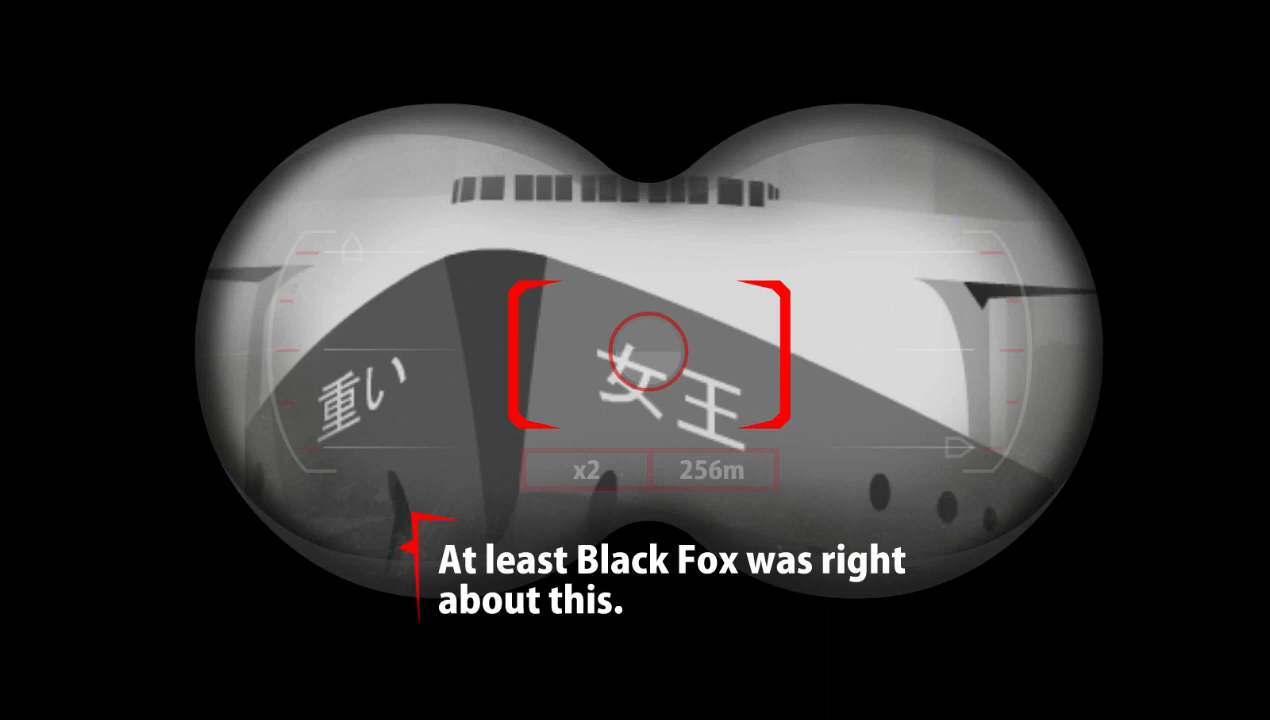 重い
女王
x2
256m
At least Black Fox was right
about this.